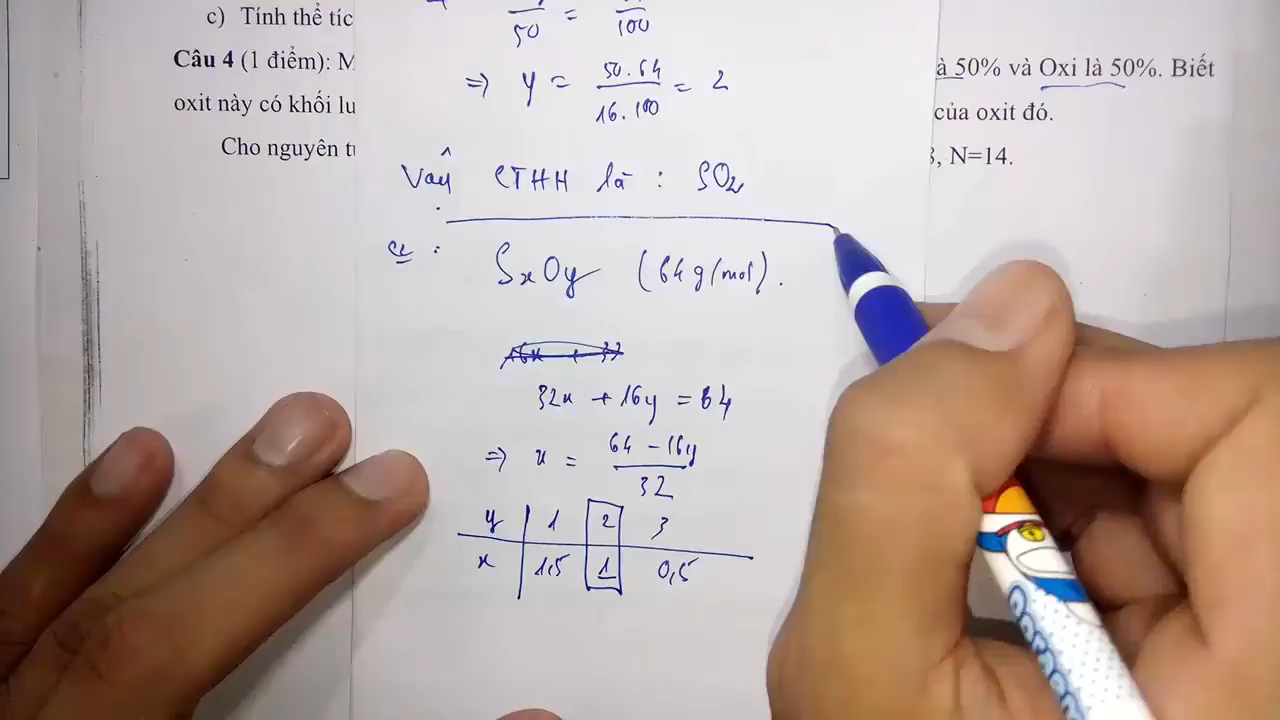 c) Tính thể tíc
Câu 4 (1 điểm): M
à 50% và Oxi là 50%. Biết
oxit này có khối lu
của oxit đó.
Cho nguyên tu
, N=14.
50 = 100
=> y = 50.64 / 16.100 = 2
Vậy CTHH là : SO2
SxOy (64g/mol).
32x + 16y = 64
=> x = 64 - 16y / 32
y | 1 | 2 | 3
x | 1,5 | 1 | 0,5